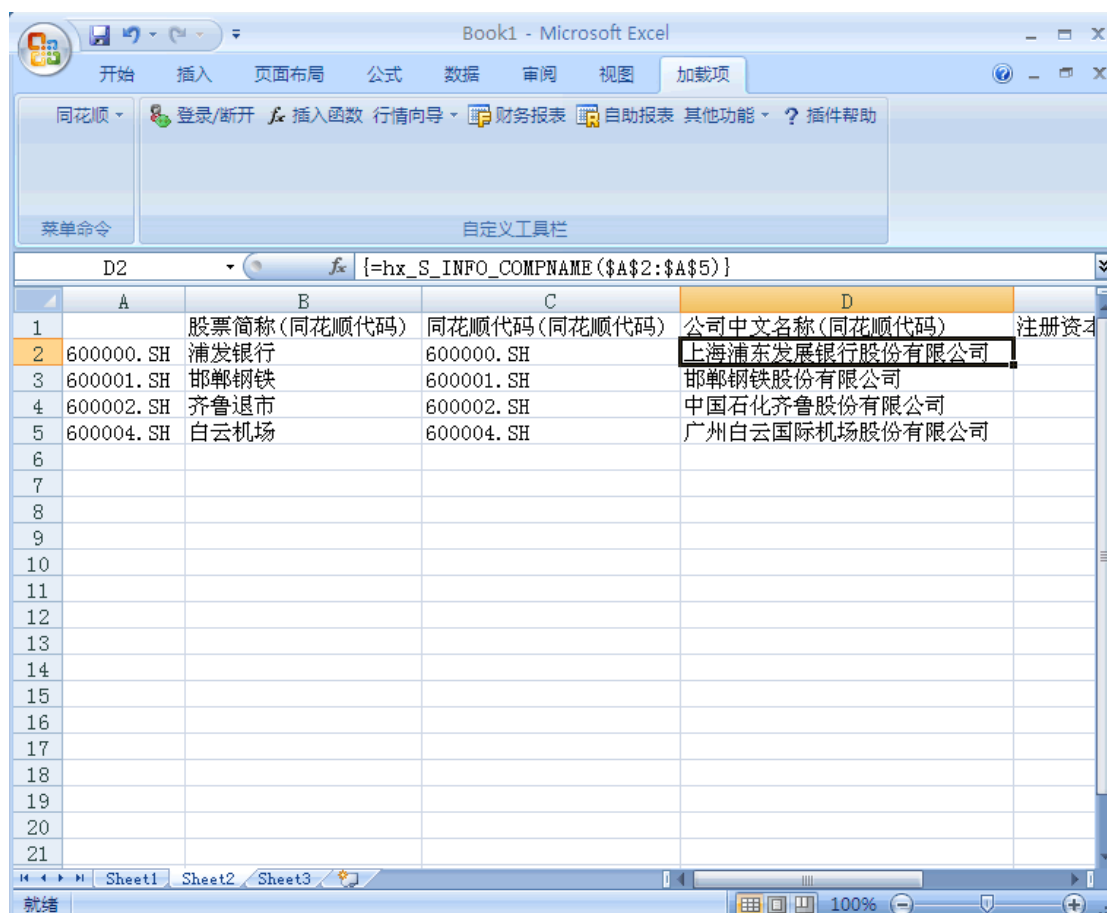 Book1 - Microsoft Excel
开始 插入 页面布局 公式 数据 审阅 视图 加载项
同花顺 登录/断开 fx 插入函数 行情向导 财务报表 自助报表 其他功能 ? 插件帮助
菜单命令 自定义工具栏
D2 fx {=hx_S_INFO_COMPNAME($A$2:$A$5)}
A B C D
1 股票简称(同花顺代码) 同花顺代码(同花顺代码) 公司中文名称(同花顺代码) 注册资本
2 600000.SH 浦发银行 600000.SH 上海浦东发展银行股份有限公司
3 600001.SH 邯郸钢铁 600001.SH 邯郸钢铁股份有限公司
4 600002.SH 齐鲁退市 600002.SH 中国石化齐鲁股份有限公司
5 600004.SH 白云机场 600004.SH 广州白云国际机场股份有限公司
6
7
8
9
10
11
12
13
14
15
16
17
18
19
20
21
Sheet1 Sheet2 Sheet3
就绪 100%